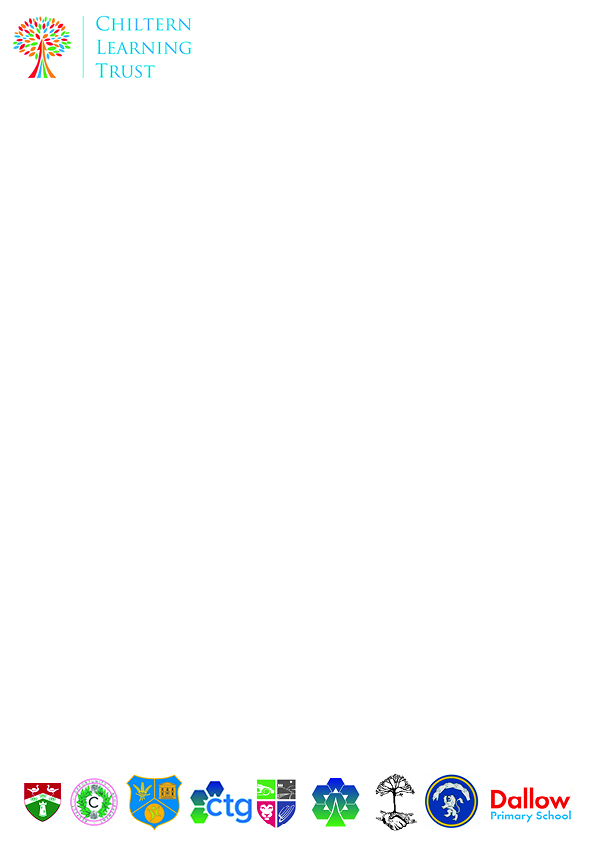 CHILTERN
LEARNING
TRUST
C
ctg
Dallow
Primary School